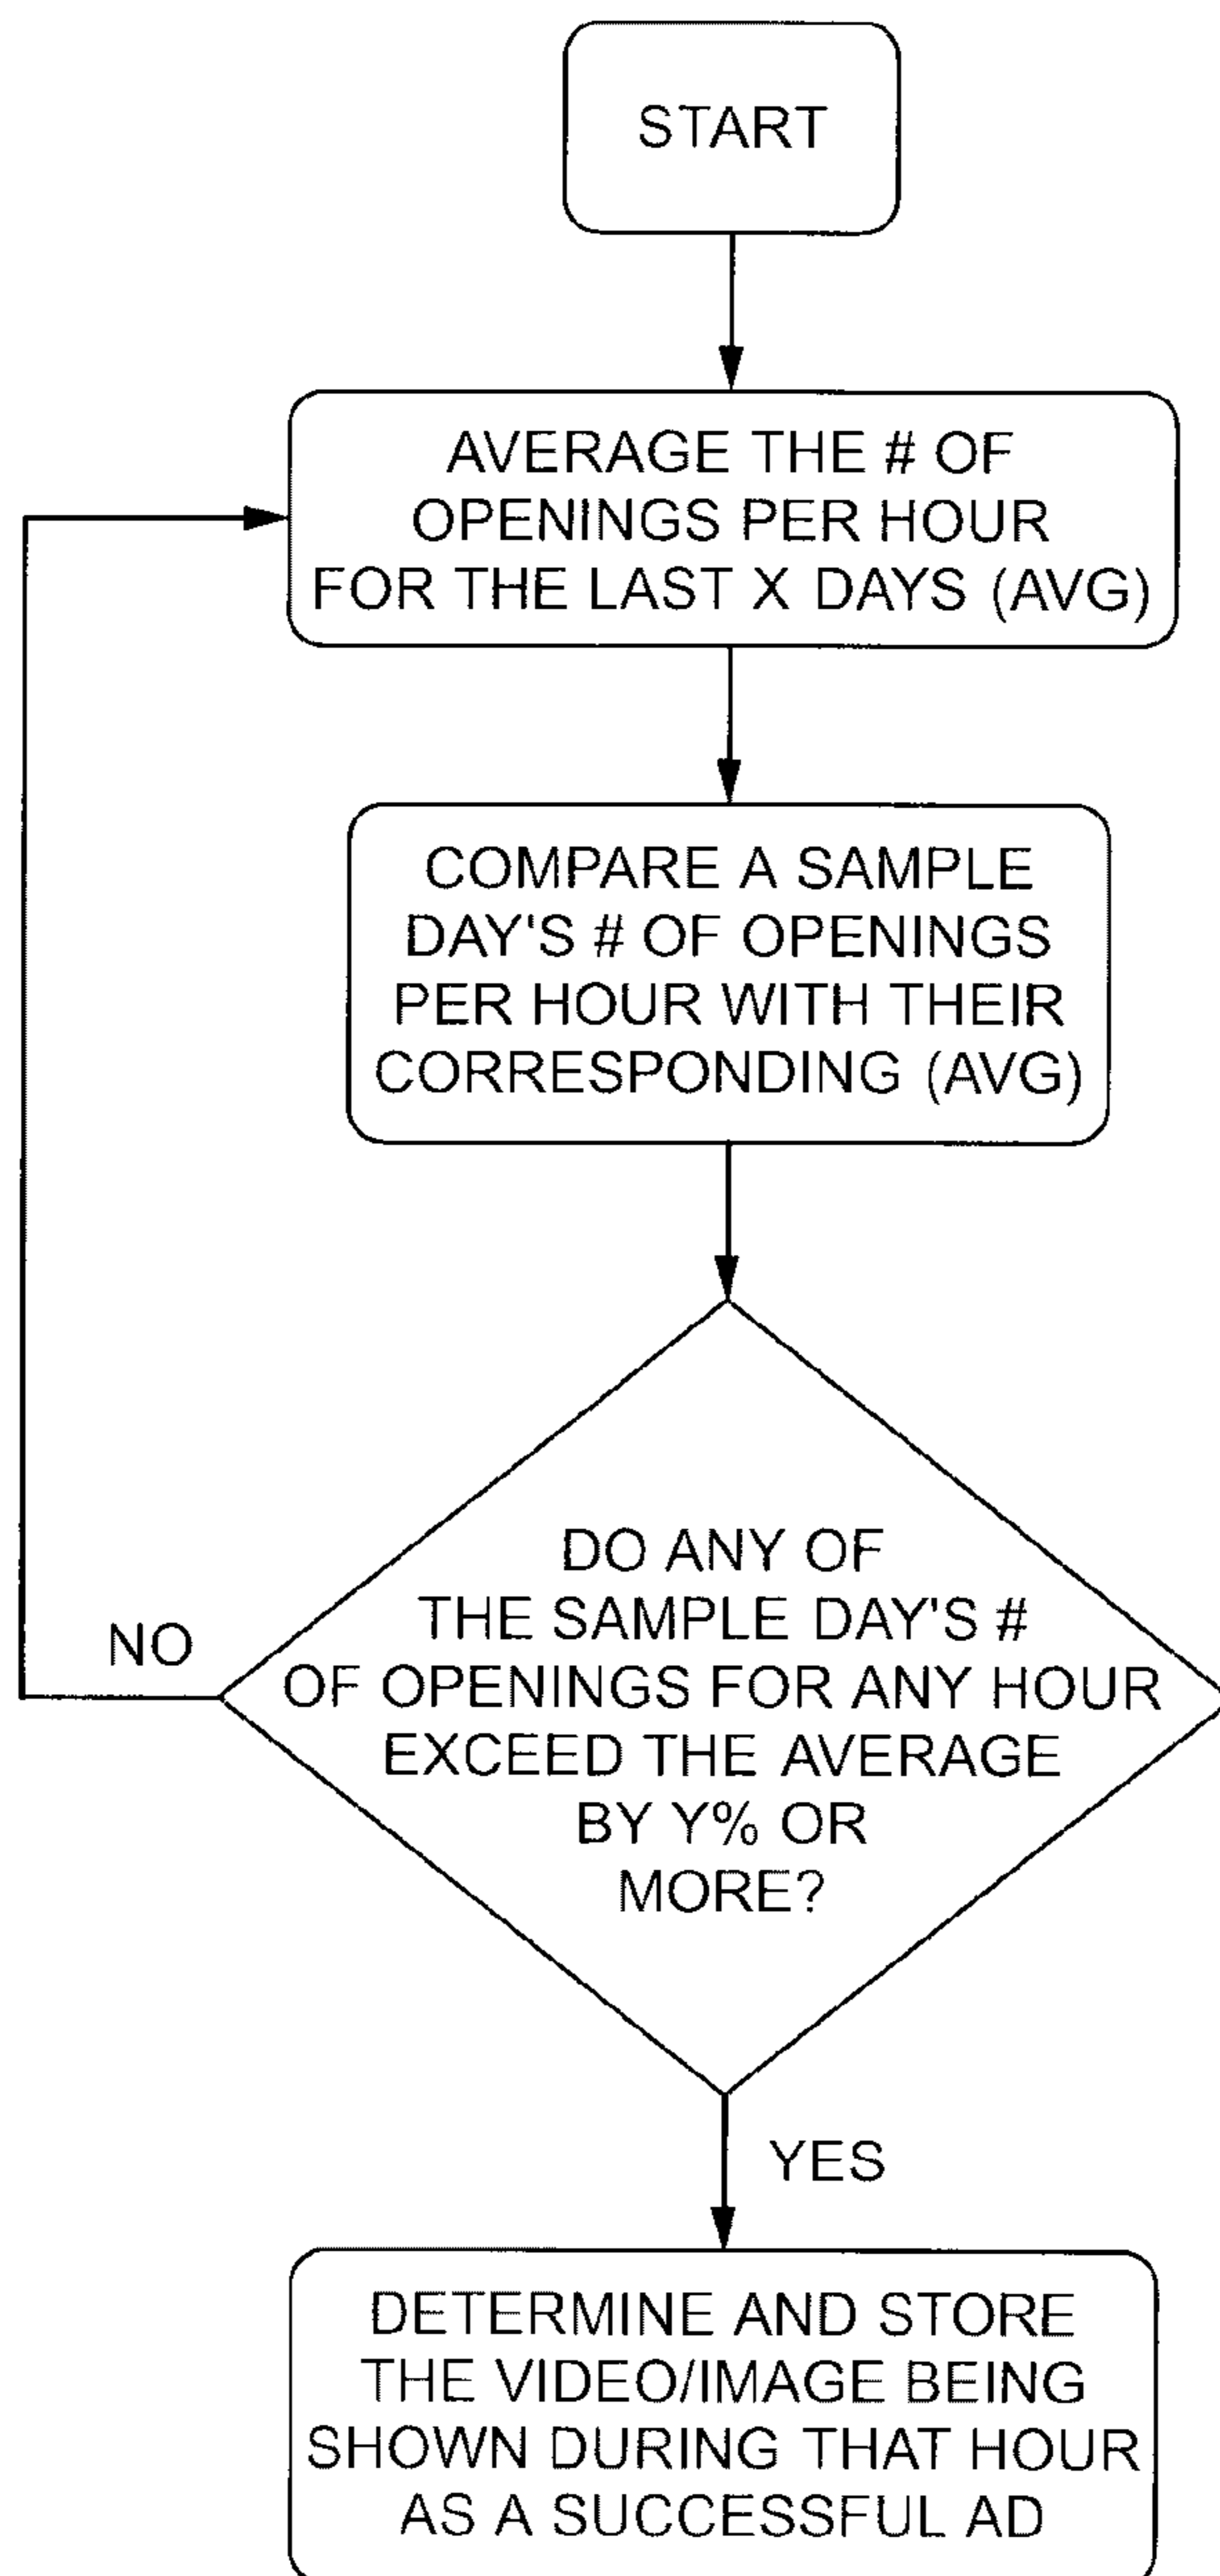 START
AVERAGE THE # OF
OPENINGS PER HOUR
FOR THE LAST X DAYS (AVG)
COMPARE A SAMPLE
DAY'S # OF OPENINGS
PER HOUR WITH THEIR
CORRESPONDING (AVG)
DO ANY OF
THE SAMPLE DAY'S #
OF OPENINGS FOR ANY HOUR
EXCEED THE AVERAGE
BY Y% OR
MORE?
NO
YES
DETERMINE AND STORE
THE VIDEO/IMAGE BEING
SHOWN DURING THAT HOUR
AS A SUCCESSFUL AD